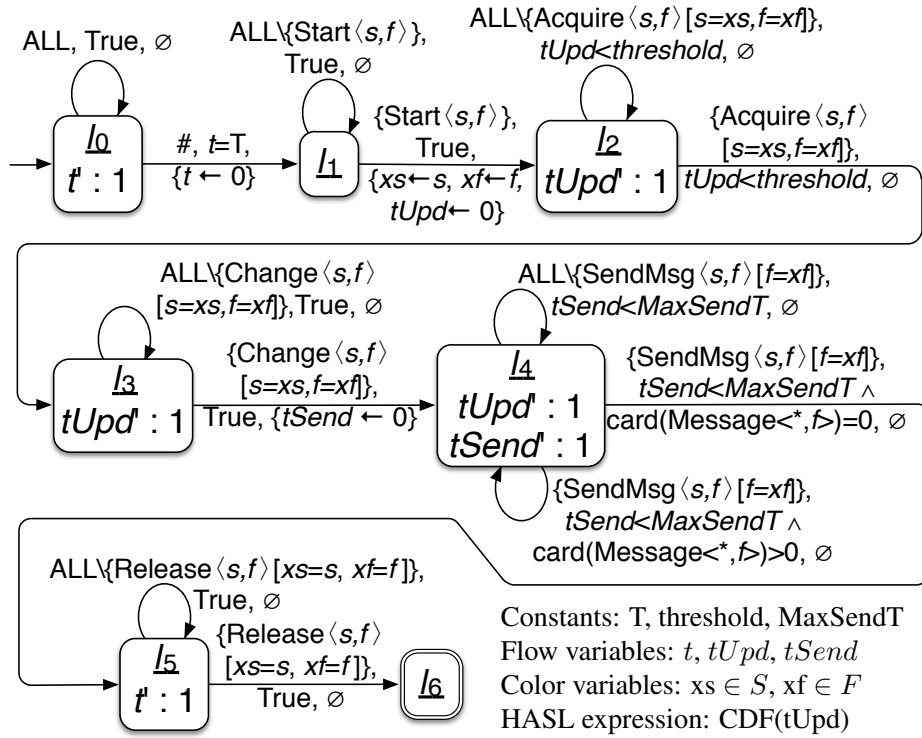 ALL, True, ∅
l0
t' : 1
#, t=T,
{t ← 0}
ALL\{Start⟨s,f⟩},
True, ∅
l1
{Start⟨s,f⟩},
True,
{xs←s, xf←f,
tUpd← 0}
ALL\{Acquire⟨s,f⟩[s=xs,f=xf]},
tUpd<threshold, ∅
l2
tUpd' : 1
{Acquire⟨s,f⟩
[s=xs,f=xf]},
tUpd<threshold, ∅
ALL\{Change⟨s,f⟩
[s=xs,f=xf]},True, ∅
l3
tUpd' : 1
{Change⟨s,f⟩
[s=xs,f=xf]},
True, {tSend ← 0}
ALL\{SendMsg⟨s,f⟩[f=xf]},
tSend<MaxSendT, ∅
l4
tUpd' : 1
tSend' : 1
{SendMsg⟨s,f⟩[f=xf]},
tSend<MaxSendT ∧
card(Message<*,f>)=0, ∅
{SendMsg⟨s,f⟩[f=xf]},
tSend<MaxSendT ∧
card(Message<*,f>)>0, ∅
ALL\{Release⟨s,f⟩[xs=s, xf=f ]},
True, ∅
l5
t' : 1
{Release⟨s,f⟩
[xs=s, xf=f ]},
True, ∅
l6
Constants: T, threshold, MaxSendT
Flow variables: t, tUpd, tSend
Color variables: xs ∈ S, xf ∈ F
HASL expression: CDF(tUpd)